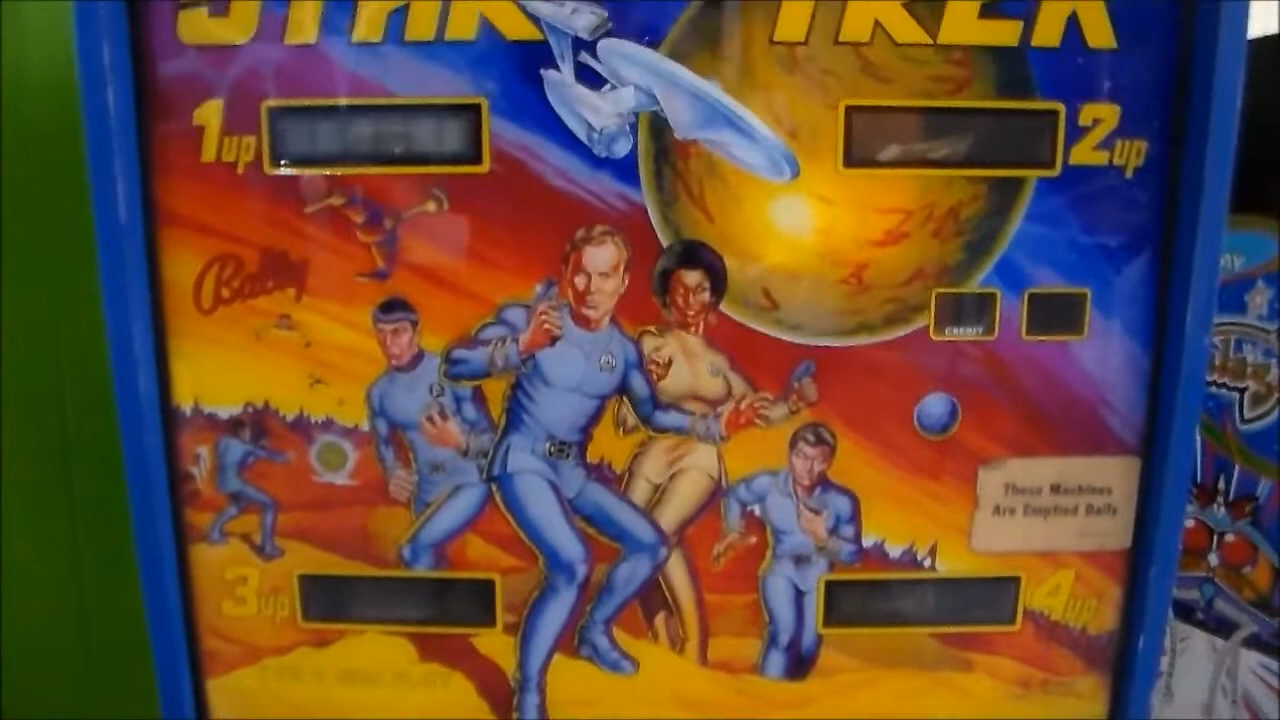 STAR TREK
1up
2up
Bally
CREDIT
These Machines
Are Emptied Daily
3up
4up